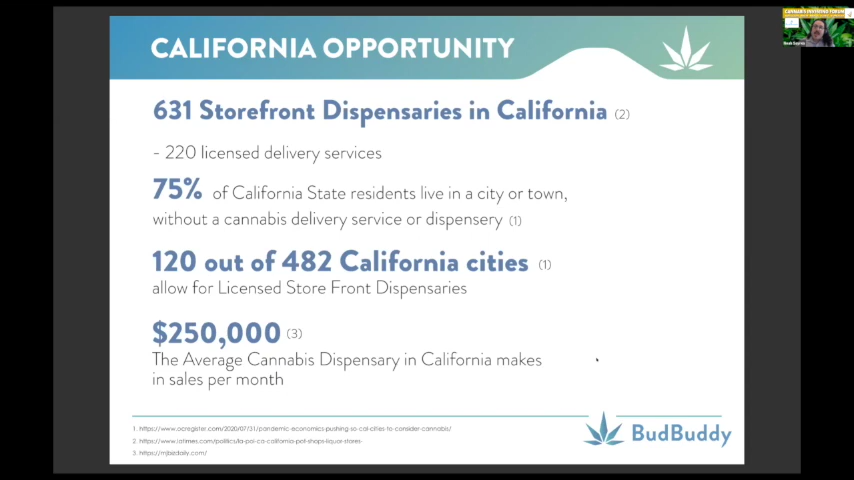 CANNABIS INVESTING FORUM
CALIFORNIA OPPORTUNITY
631 Storefront Dispensaries in California (2)
- 220 licensed delivery services
75% of California State residents live in a city or town,
without a cannabis delivery service or dispensery (1)
120 out of 482 California cities (1)
allow for Licensed Store Front Dispensaries
$250,000 (3)
The Average Cannabis Dispensary in California makes
in sales per month
1. https://www.ocregister.com/2020/07/31/pandemic-economics-pushing-so-cal-cities-to-consider-cannabis/
2. https://www.latimes.com/politics/la-pol-ca-california-pot-shops-liquor-stores-
3. https://mjbizdaily.com/
BudBuddy